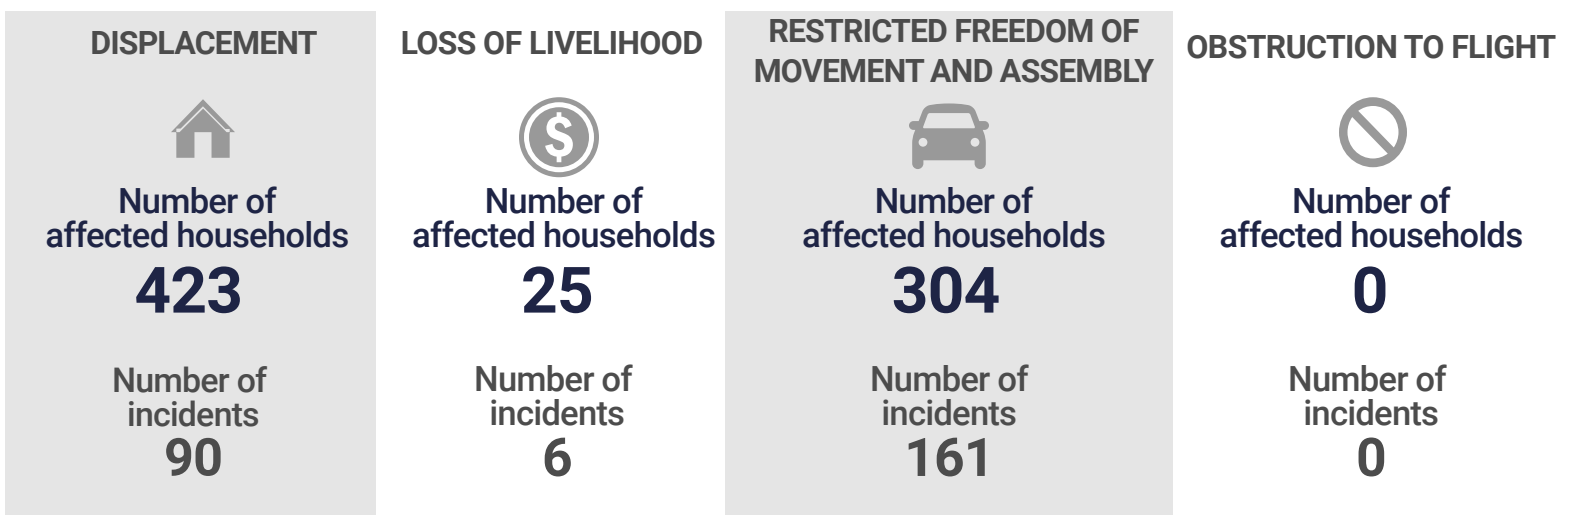 DISPLACEMENT
Number of
affected households
423
Number of
incidents
90
LOSS OF LIVELIHOOD
$
Number of
affected households
25
Number of
incidents
6
RESTRICTED FREEDOM OF
MOVEMENT AND ASSEMBLY
Number of
affected households
304
Number of
incidents
161
OBSTRUCTION TO FLIGHT
Number of
affected households
0
Number of
incidents
0